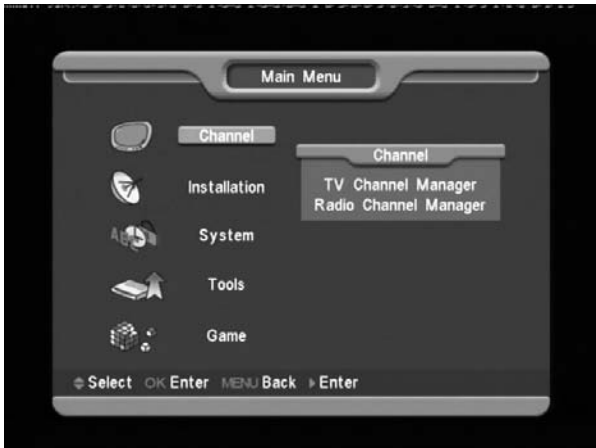 Main Menu
Channel
Channel
TV Channel Manager
Radio Channel Manager
Installation
System
Tools
Game
Select OK Enter MENU Back Enter